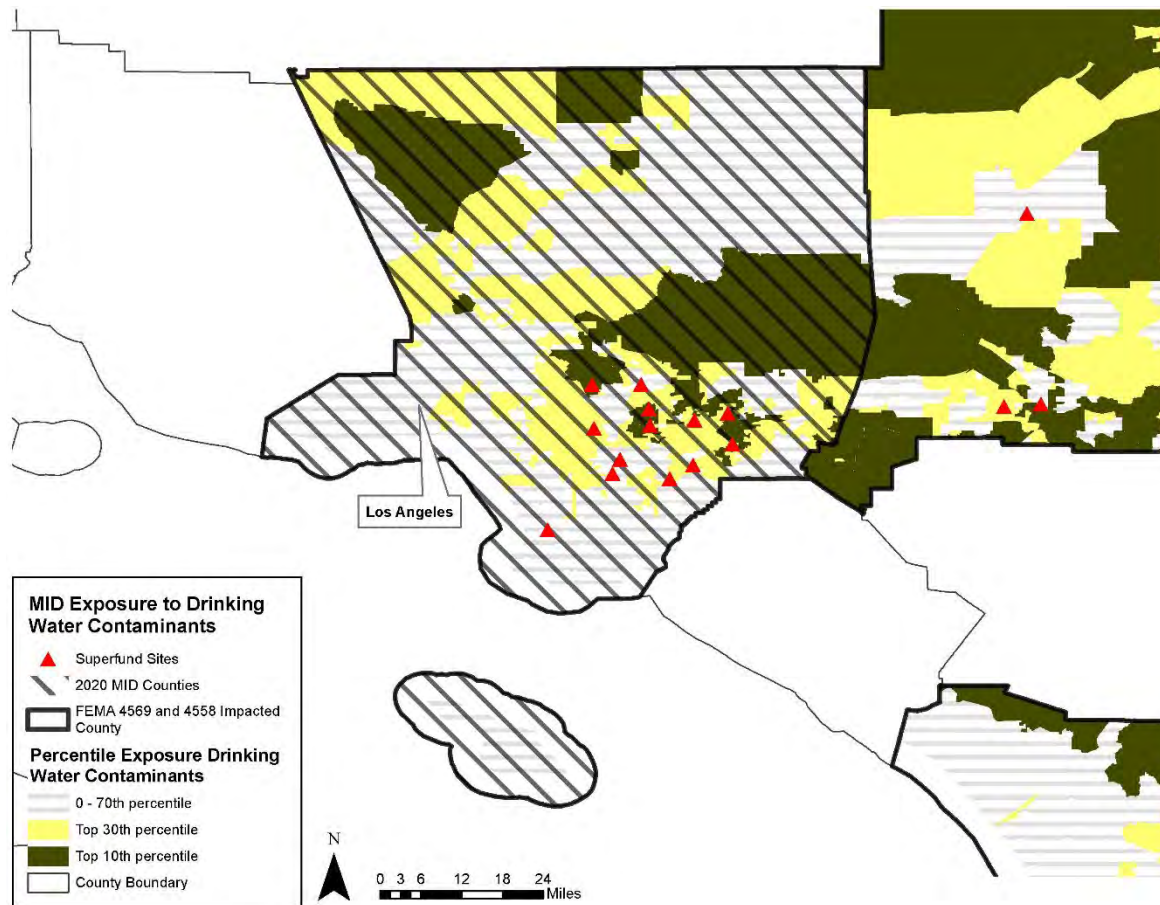 Los Angeles
MID Exposure to Drinking
Water Contaminants
Superfund Sites
2020 MID Counties
FEMA 4569 and 4558 Impacted
County
Percentile Exposure Drinking
Water Contaminants
0 - 70th percentile
Top 30th percentile
Top 10th percentile
County Boundary
N
0 3 6 12 18 24
Miles